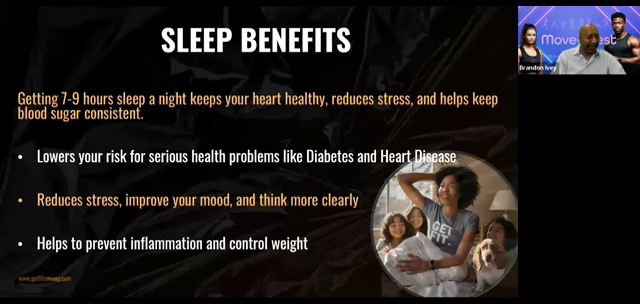 SLEEP BENEFITS
Getting 7-9 hours sleep a night keeps your heart healthy, reduces stress, and helps keep
blood sugar consistent.
• Lowers your risk for serious health problems like Diabetes and Heart Disease
• Reduces stress, improve your mood, and think more clearly
• Helps to prevent inflammation and control weight
GET
FIT.
Brandon Ivey